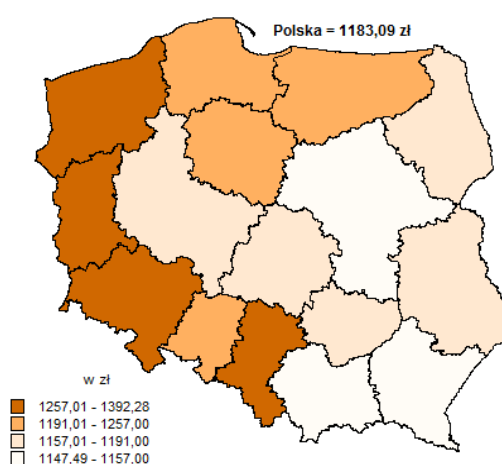 Polska = 1183,09 zł
w zł
1257,01 - 1392,28
1191,01 - 1257,00
1157,01 - 1191,00
1147,49 - 1157,00